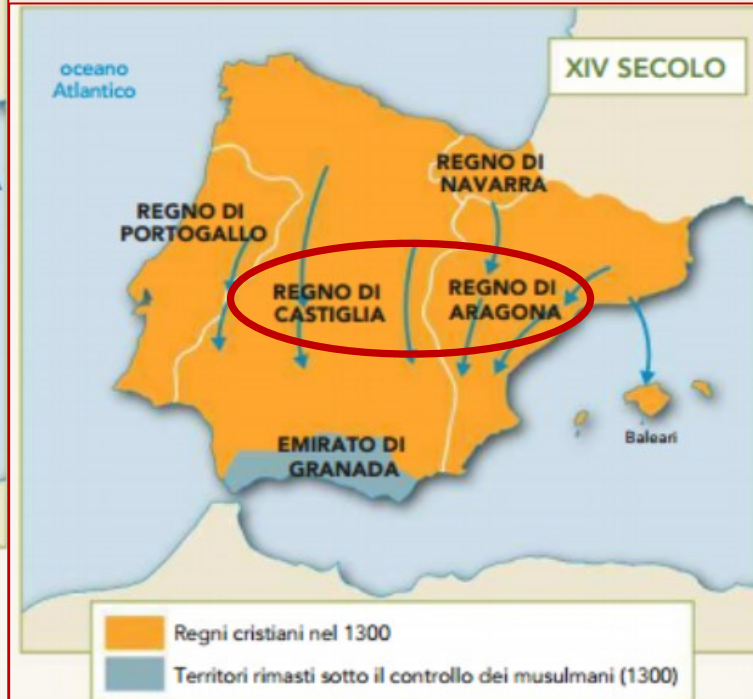 oceano
Atlantico
XIV SECOLO
REGNO DI
NAVARRA
REGNO DI
PORTOGALLO
REGNO DI
CASTIGLIA
REGNO DI
ARAGONA
Baleari
EMIRATO DI
GRANADA
Regni cristiani nel 1300
Territori rimasti sotto il controllo dei musulmani (1300)